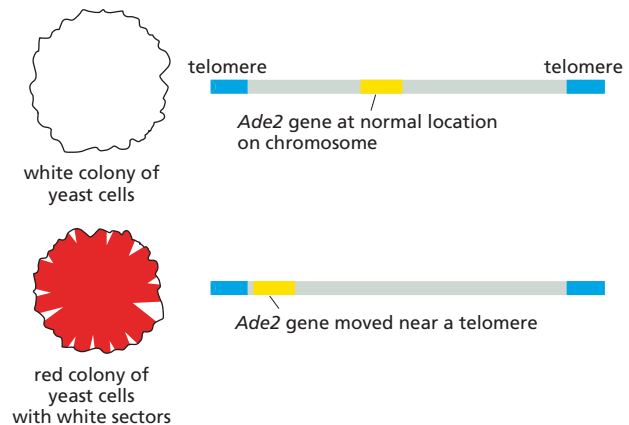 telomere
telomere
Ade2 gene at normal location
on chromosome
white colony of
yeast cells
Ade2 gene moved near a telomere
red colony of
yeast cells
with white sectors